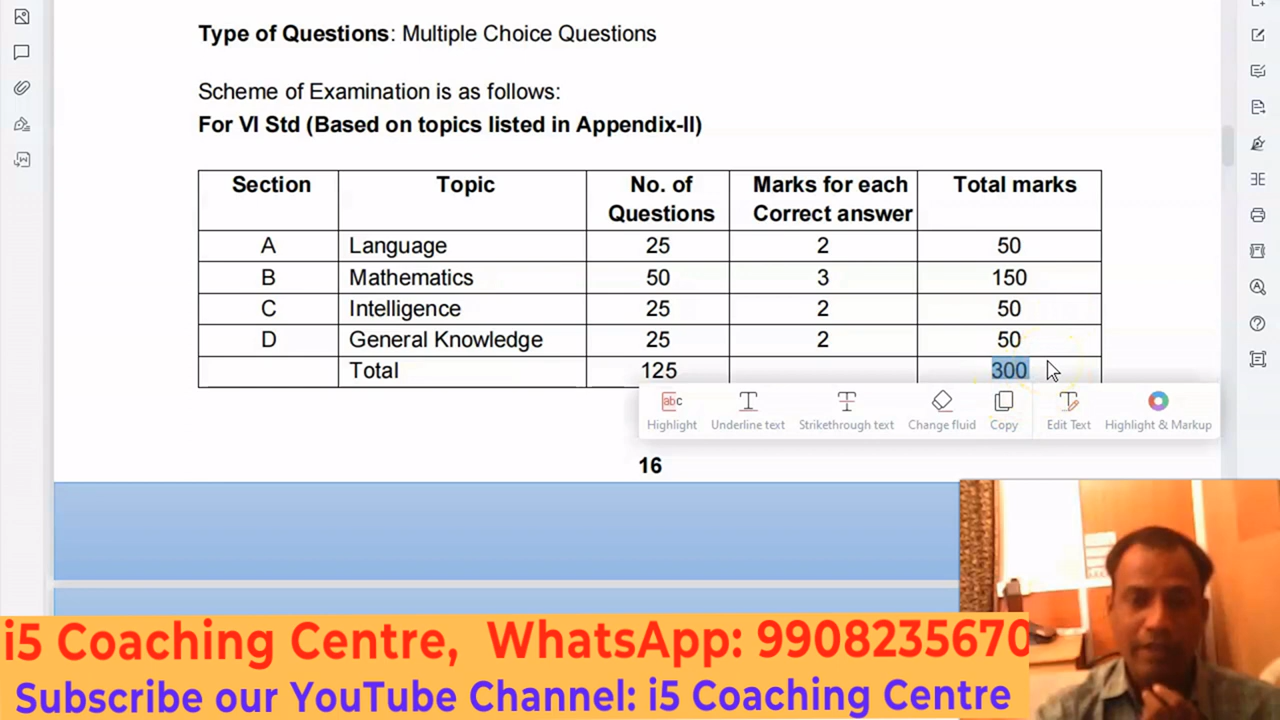 Type of Questions: Multiple Choice Questions
Scheme of Examination is as follows:
For VI Std (Based on topics listed in Appendix-II)
Section Topic No. of Questions Marks for each Correct answer Total marks
A Language 25 2 50
B Mathematics 50 3 150
C Intelligence 25 2 50
D General Knowledge 25 2 50
Total 125 300
abc
Highlight Underline text Strikethrough text Change fluid Copy Edit Text Highlight & Markup
16
i5 Coaching Centre, WhatsApp: 9908235670
Subscribe our YouTube Channel: i5 Coaching Centre